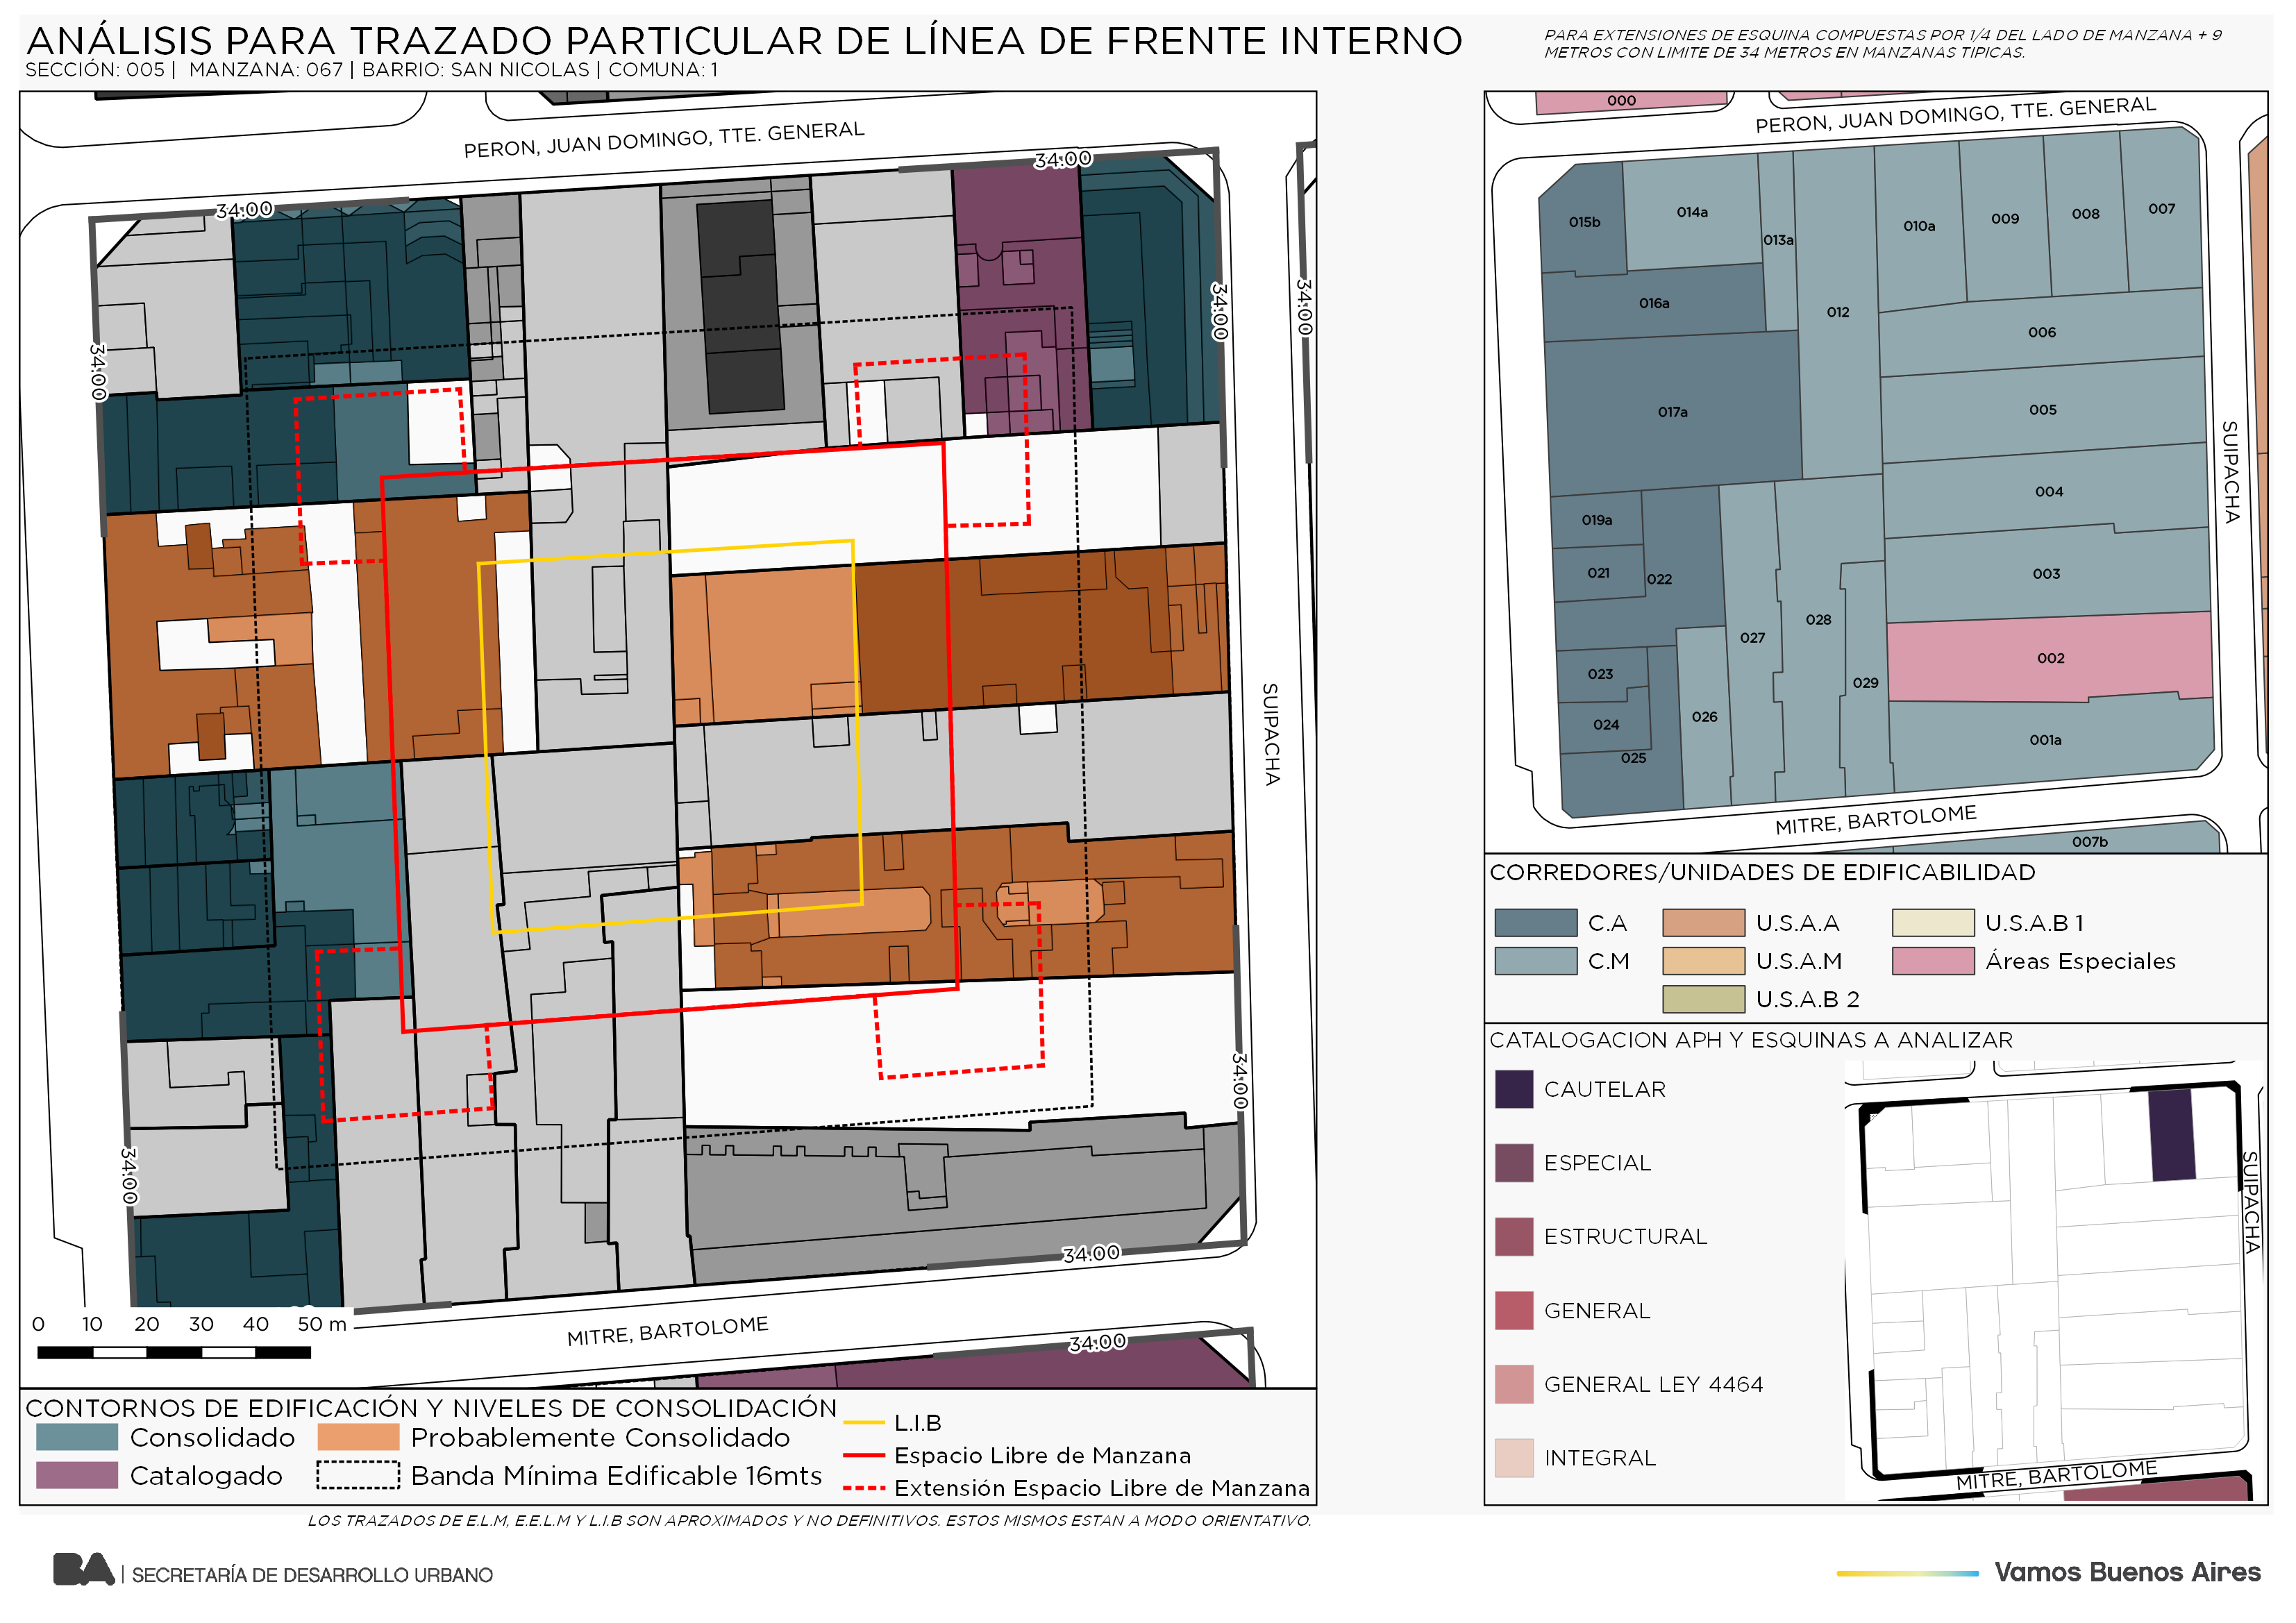 ANÁLISIS PARA TRAZADO PARTICULAR DE LÍNEA DE FRENTE INTERNO
SECCIÓN: 005 | MANZANA: 067 | BARRIO: SAN NICOLAS | COMUNA: 1
PARA EXTENSIONES DE ESQUINA COMPUESTAS POR 1/4 DEL LADO DE MANZANA + 9
METROS CON LIMITE DE 34 METROS EN MANZANAS TIPICAS.
PERON, JUAN DOMINGO, TTE. GENERAL
34:00
34:00
34:00
34:00
34:00
SUIPACHA
34:00
34:00
34:00
MITRE, BARTOLOME
34:00
0 10 20 30 40 50 m
CONTORNOS DE EDIFICACIÓN Y NIVELES DE CONSOLIDACIÓN
Consolidado
Probablemente Consolidado
Catalogado
Banda Mínima Edificable 16mts
L.I.B
Espacio Libre de Manzana
Extensión Espacio Libre de Manzana
000
PERON, JUAN DOMINGO, TTE. GENERAL
015b
014a
013a
012
010a
009
008
007
016a
006
017a
005
004
019a
021
022
003
027
028
002
023
029
024
026
025
001a
SUIPACHA
MITRE, BARTOLOME
007b
CORREDORES/UNIDADES DE EDIFICABILIDAD
C.A
U.S.A.A
U.S.A.B 1
C.M
U.S.A.M
Áreas Especiales
U.S.A.B 2
CATALOGACION APH Y ESQUINAS A ANALIZAR
CAUTELAR
ESPECIAL
ESTRUCTURAL
GENERAL
GENERAL LEY 4464
INTEGRAL
SUIPACHA
MITRE, BARTOLOME
LOS TRAZADOS DE E.L.M, E.E.L.M Y L.I.B SON APROXIMADOS Y NO DEFINITIVOS. ESTOS MISMOS ESTAN A MODO ORIENTATIVO.
BA | SECRETARÍA DE DESARROLLO URBANO
Vamos Buenos Aires